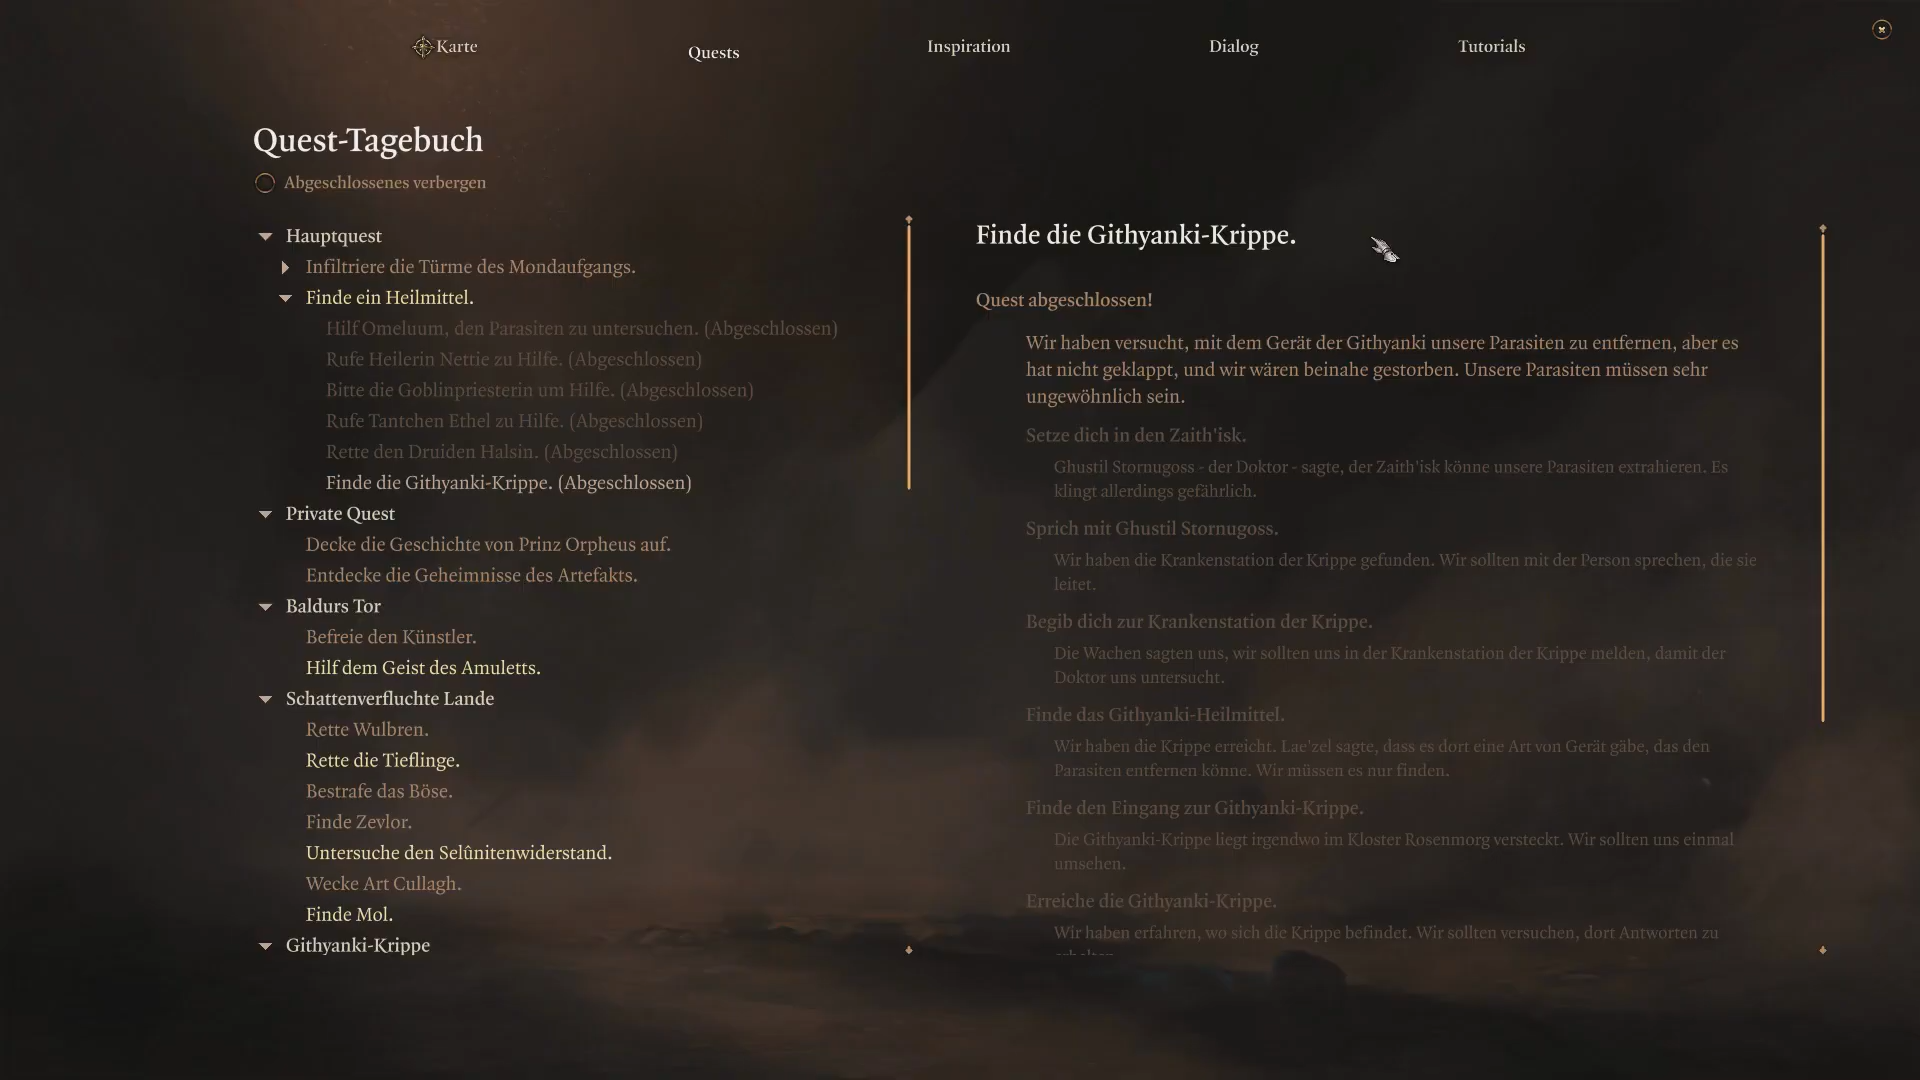 Karte
Quests
Inspiration
Dialog
Tutorials
Quest-Tagebuch
Abgeschlossenes verbergen
Hauptquest
Infiltriere die Türme des Mondaufgangs.
Finde ein Heilmittel.
Hilf Omeluum, den Parasiten zu untersuchen. (Abgeschlossen)
Rufe Heilerin Nettie zu Hilfe. (Abgeschlossen)
Bitte die Goblinpriesterin um Hilfe. (Abgeschlossen)
Rufe Tantchen Ethel zu Hilfe. (Abgeschlossen)
Rette den Druiden Halsin. (Abgeschlossen)
Finde die Githyanki-Krippe. (Abgeschlossen)
Private Quest
Decke die Geschichte von Prinz Orpheus auf.
Entdecke die Geheimnisse des Artefakts.
Baldurs Tor
Befreie den Künstler.
Hilf dem Geist des Amuletts.
Schattenverfluchte Lande
Rette Wulbren.
Rette die Tieflinge.
Bestrafe das Böse.
Finde Zevlor.
Untersuche den Selûnitenwiderstand.
Wecke Art Cullagh.
Finde Mol.
Githyanki-Krippe
Finde die Githyanki-Krippe.
Quest abgeschlossen!
Wir haben versucht, mit dem Gerät der Githyanki unsere Parasiten zu entfernen, aber es
hat nicht geklappt, und wir wären beinahe gestorben. Unsere Parasiten müssen sehr
ungewöhnlich sein.
Setze dich in den Zaith'isk.
Ghustil Stornugoss - der Doktor - sagte, der Zaith'isk könne unsere Parasiten extrahieren. Es
klingt allerdings gefährlich.
Sprich mit Ghustil Stornugoss.
Wir haben die Krankenstation der Krippe gefunden. Wir sollten mit der Person sprechen, die sie
leitet.
Begib dich zur Krankenstation der Krippe.
Die Wachen sagten uns, wir sollten uns in der Krankenstation der Krippe melden, damit der
Doktor uns untersucht.
Finde das Githyanki-Heilmittel.
Wir haben die Krippe erreicht. Lae'zel sagte, dass es dort eine Art von Gerät gäbe, das den
Parasiten entfernen könne. Wir müssen es nur finden.
Finde den Eingang zur Githyanki-Krippe.
Die Githyanki-Krippe liegt irgendwo im Kloster Rosenmorg versteckt. Wir sollten uns einmal
umsehen.
Erreiche die Githyanki-Krippe.
Wir haben erfahren, wo sich die Krippe befindet. Wir sollten versuchen, dort Antworten zu